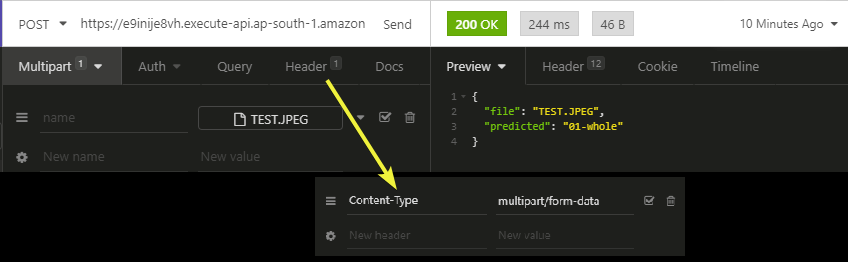 POST https://e9inije8vh.execute-api.ap-south-1.amazon Send 200 OK 244 ms 46 B 10 Minutes Ago
Multipart 1 Auth Query Header 1 Docs Preview Header 12 Cookie Timeline
name TEST.JPEG
New name New value
1 {
2 "file": "TEST.JPEG",
3 "predicted": "01-whole"
4 }
Content-Type multipart/form-data
New header New value